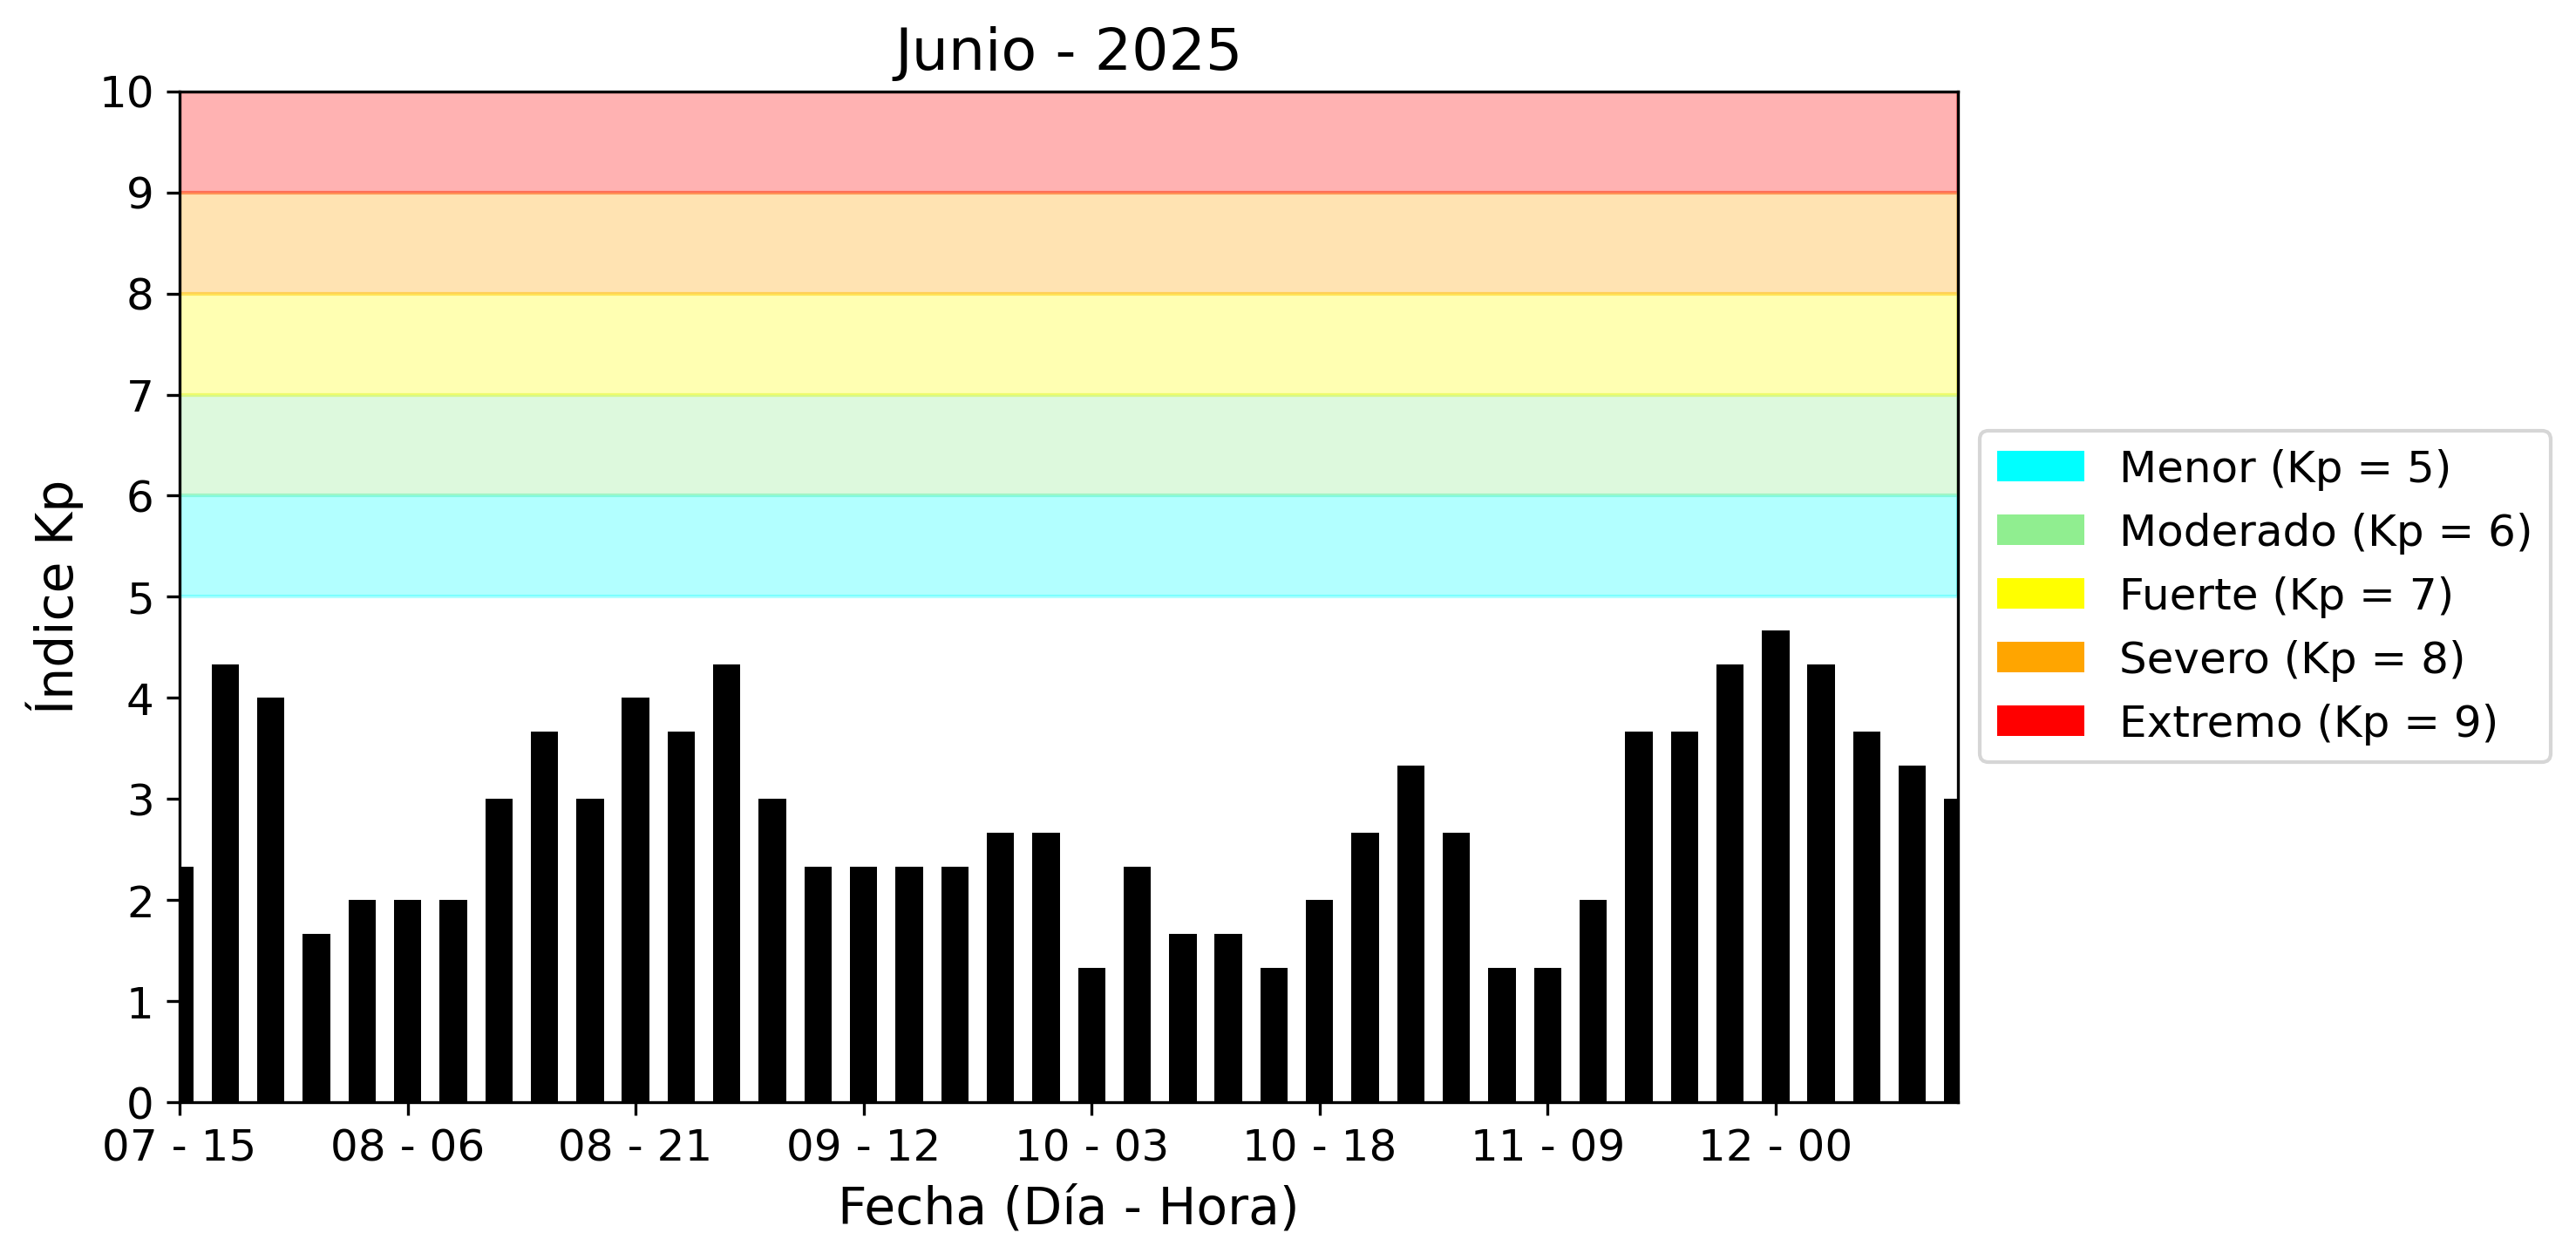 Junio - 2025
Índice Kp
10
9
8
7
6
5
4
3
2
1
0
07 - 15 08 - 06 08 - 21 09 - 12 10 - 03 10 - 18 11 - 09 12 - 00
Fecha (Día - Hora)
Menor (Kp = 5)
Moderado (Kp = 6)
Fuerte (Kp = 7)
Severo (Kp = 8)
Extremo (Kp = 9)